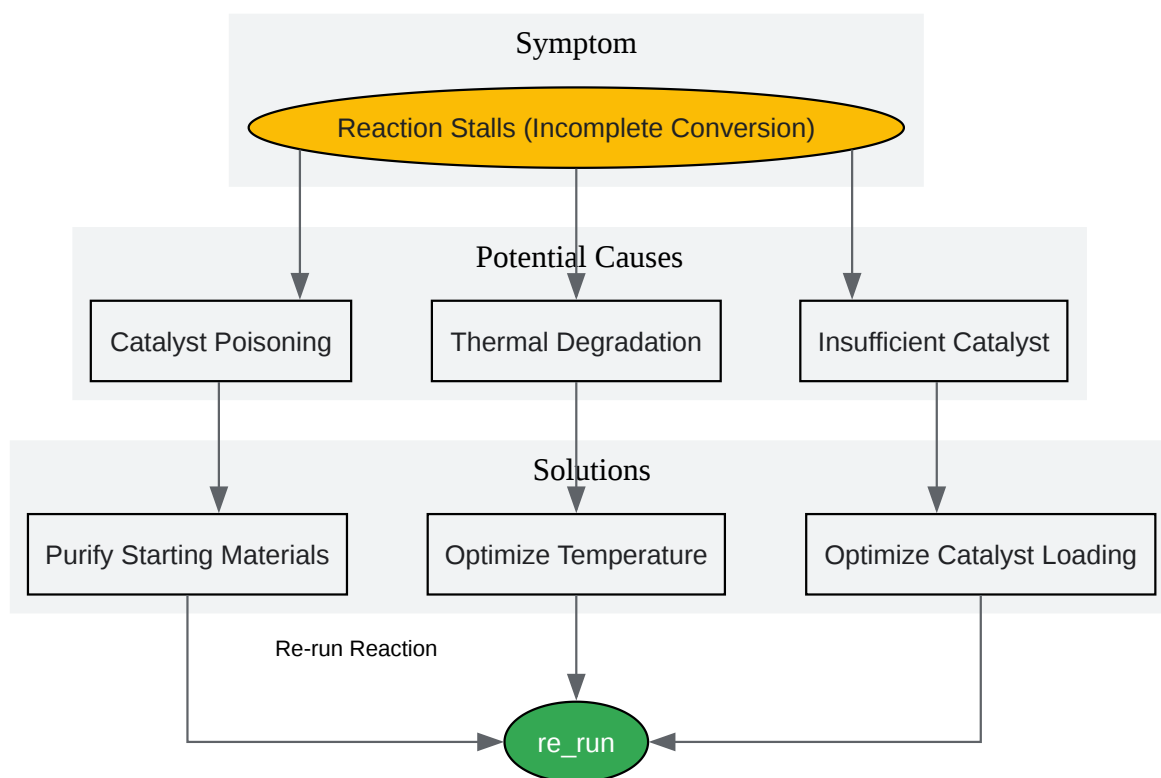 Symptom
Reaction Stalls (Incomplete Conversion)
Potential Causes
Catalyst Poisoning
Thermal Degradation
Insufficient Catalyst
Solutions
Purify Starting Materials
Optimize Temperature
Optimize Catalyst Loading
Re-run Reaction
re_run